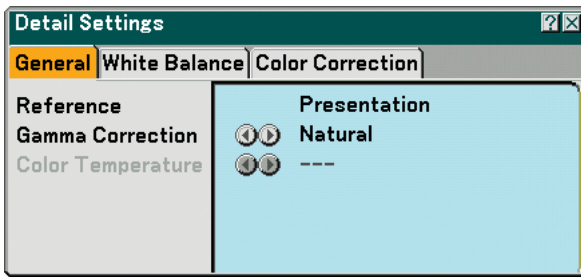 Detail Settings ? X
General White Balance Color Correction
Reference Presentation
Gamma Correction Natural
Color Temperature ---